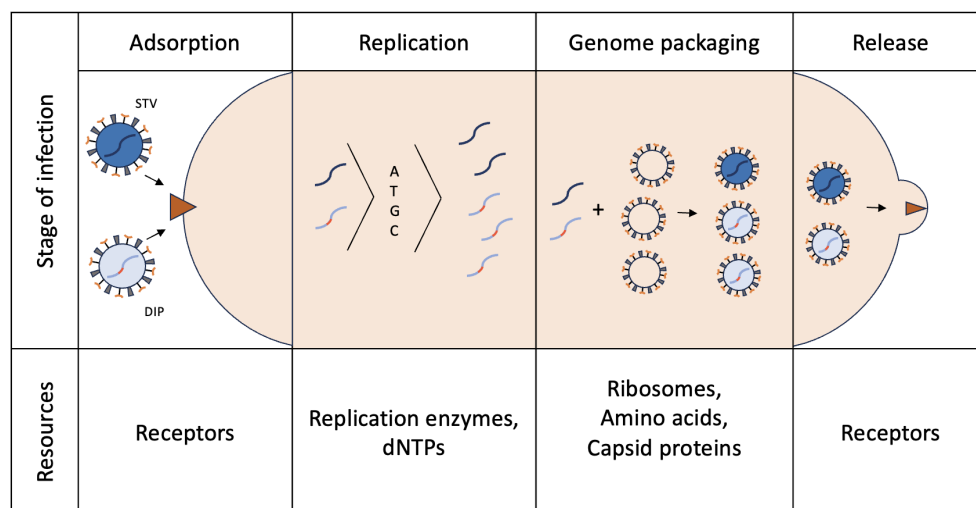 Stage of infection
Adsorption
Replication
Genome packaging
Release
STV
DIP
A
T
G
C
+
Resources
Receptors
Replication enzymes,
dNTPs
Ribosomes,
Amino acids,
Capsid proteins
Receptors